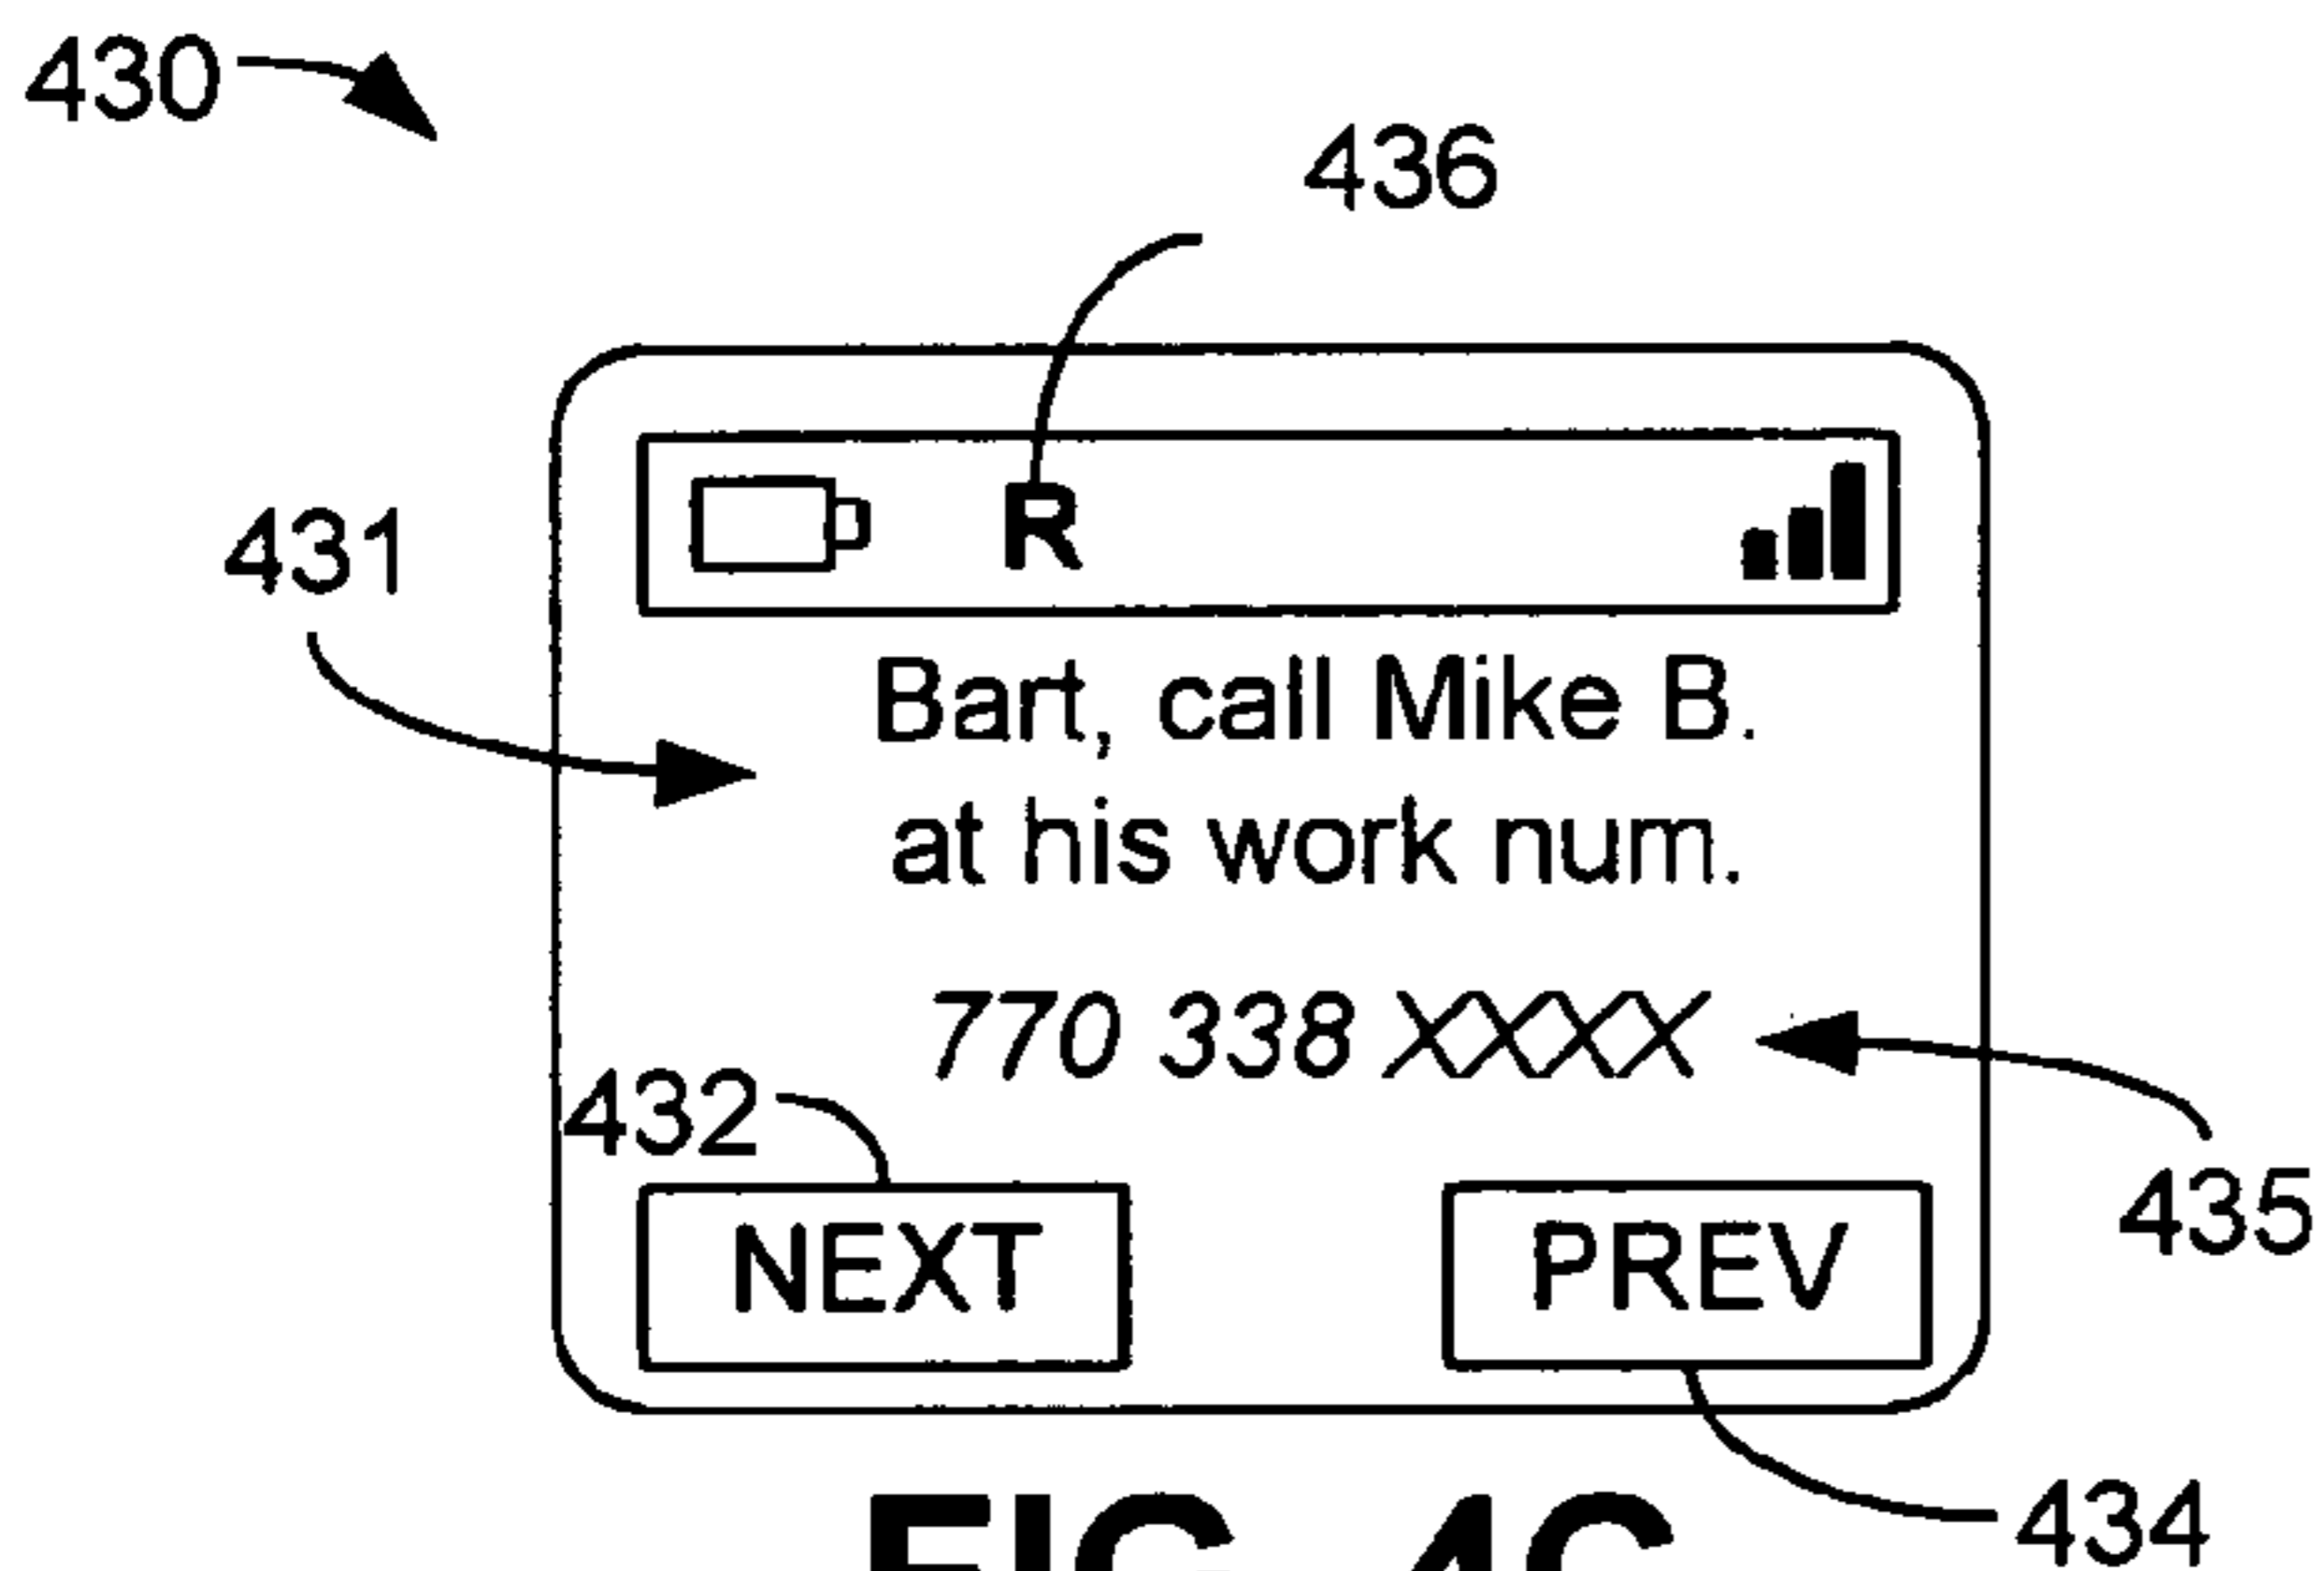 430
436
R
431
Bart, call Mike B.
at his work num.
770 338 XXXX
432
435
NEXT
PREV
434